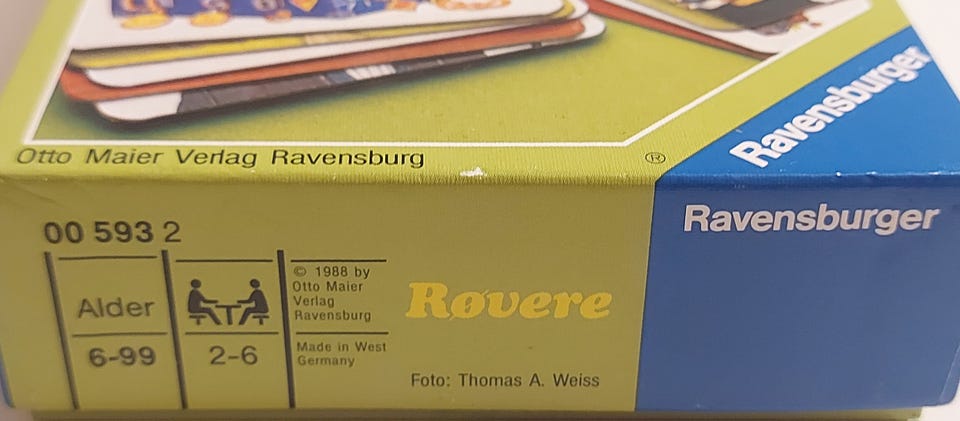 Otto Maier Verlag Ravensburg
®
Ravensburger
00 593 2
Alder
6-99
2-6
© 1988 by
Otto Maier
Verlag
Ravensburg
Made in West
Germany
Røvere
Foto: Thomas A. Weiss
Ravensburger